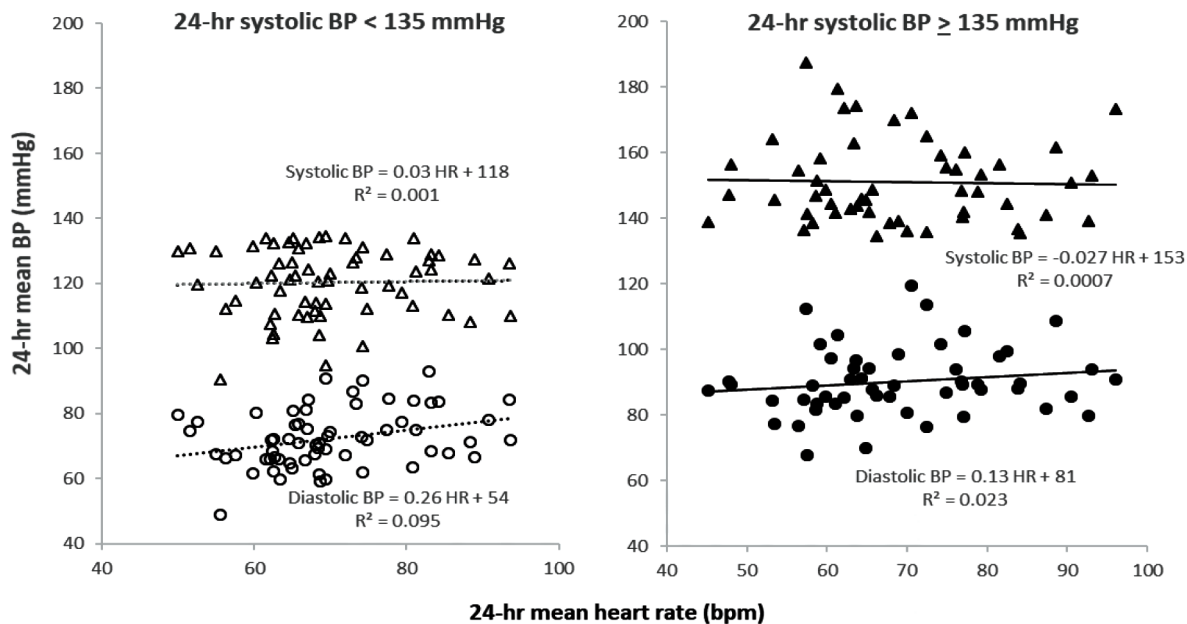 24-hr systolic BP < 135 mmHg
200
180
160
140
120
100
80
60
40
24-hr mean BP (mmHg)
Systolic BP = 0.03 HR + 118
R² = 0.001
Diastolic BP = 0.26 HR + 54
R² = 0.095
40
60
80
100
24-hr systolic BP ≥ 135 mmHg
200
180
160
140
120
100
80
60
40
Systolic BP = -0.027 HR + 153
R² = 0.0007
Diastolic BP = 0.13 HR + 81
R² = 0.023
40
50
60
70
80
90
100
24-hr mean heart rate (bpm)